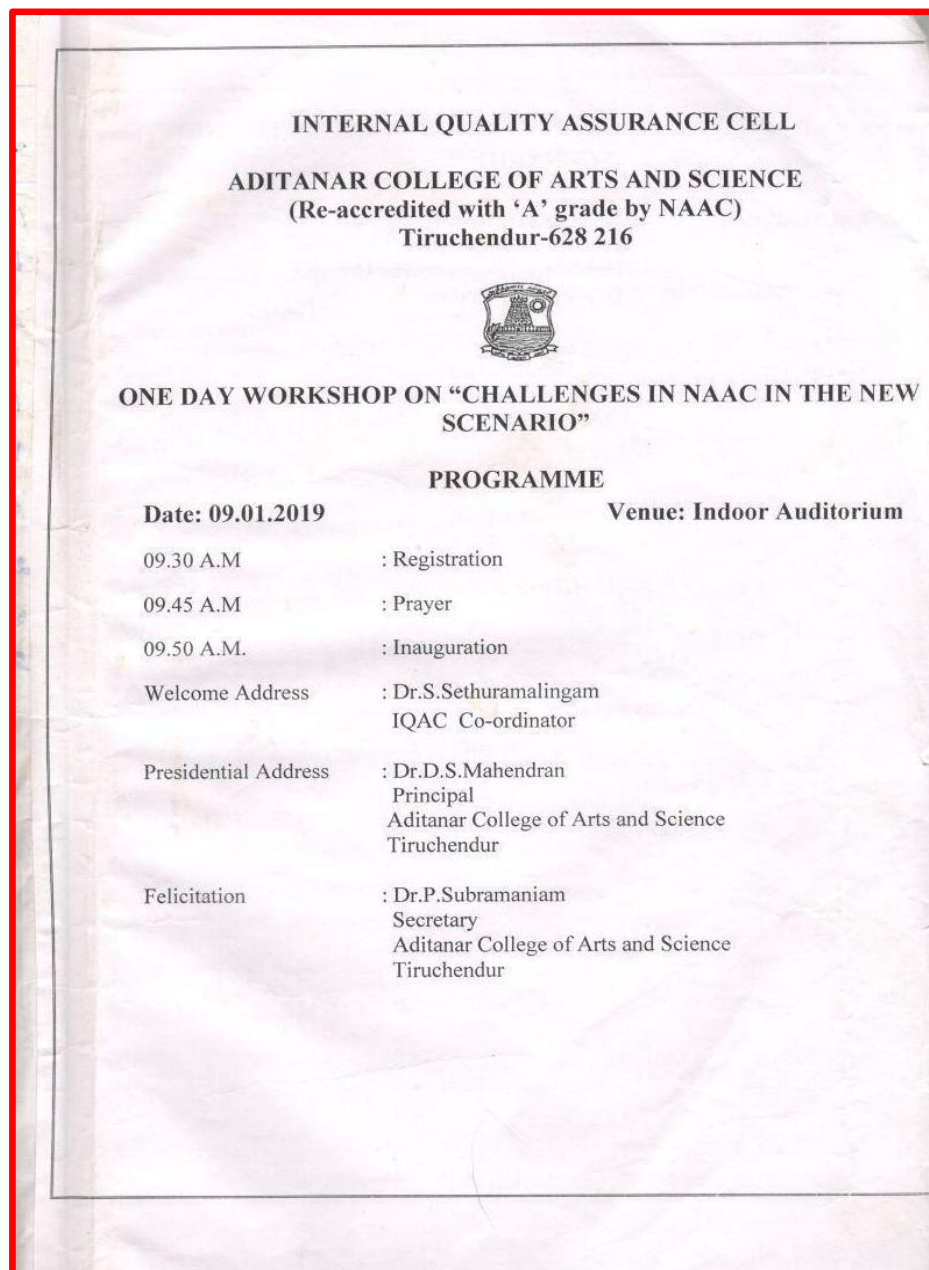 INTERNAL QUALITY ASSURANCE CELL
ADITANAR COLLEGE OF ARTS AND SCIENCE
(Re-accredited with ‘A’ grade by NAAC)
Tiruchendur-628 216
ONE DAY WORKSHOP ON “CHALLENGES IN NAAC IN THE NEW
SCENARIO”
PROGRAMME
Date: 09.01.2019 Venue: Indoor Auditorium
09.30 A.M : Registration
09.45 A.M : Prayer
09.50 A.M. : Inauguration
Welcome Address : Dr.S.Sethuramalingam
IQAC Co-ordinator
Presidential Address : Dr.D.S.Mahendran
Principal
Aditanar College of Arts and Science
Tiruchendur
Felicitation : Dr.P.Subramaniam
Secretary
Aditanar College of Arts and Science
Tiruchendur